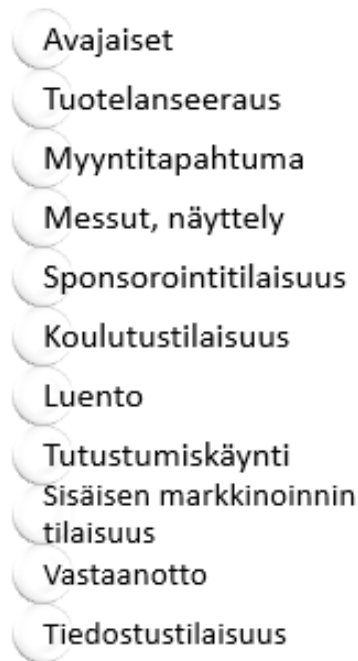 Avajaiset
Tuotelanseeraus
Myyntitapahtuma
Messut, näyttely
Sponsorointitilaisuus
Koulutustilaisuus
Luento
Tutustumiskäynti
Sisäisen markkinoinnin
tilaisuus
Vastaanotto
Tiedostustilaisuus